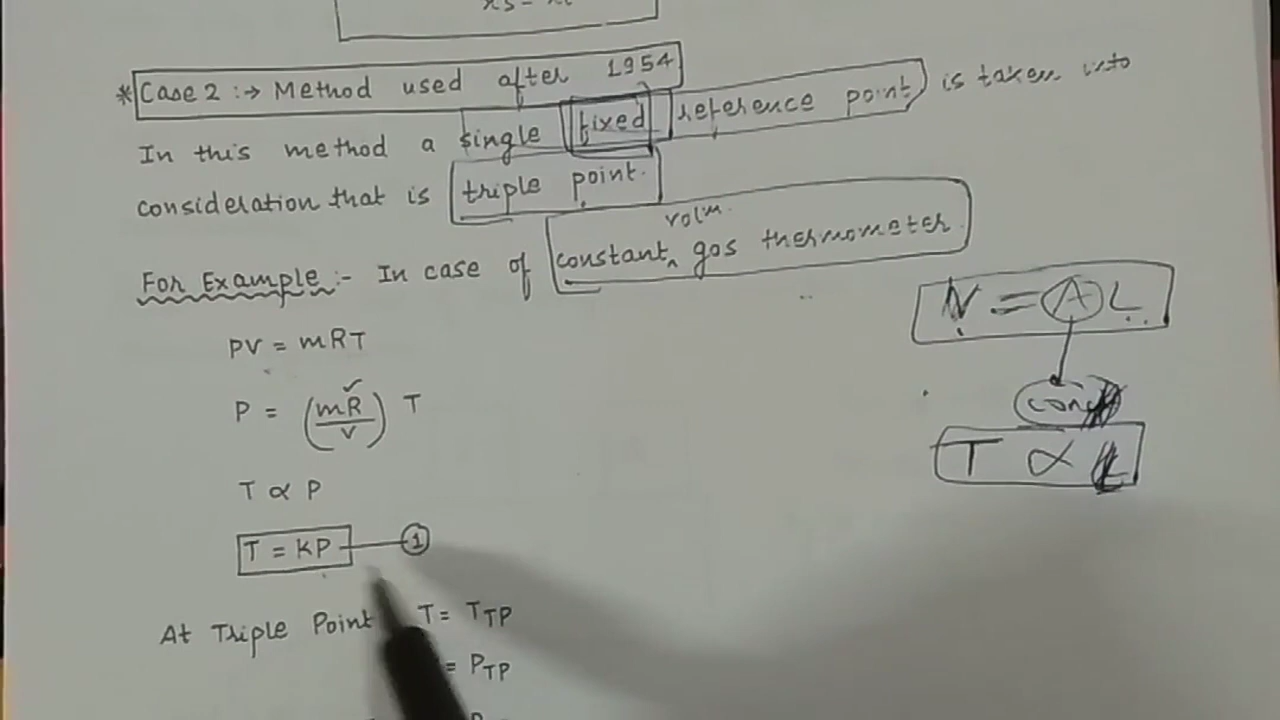 * Case 2 :→ Method used after 1954
In this method a single fixed reference point is taken into
consideration that is triple point.
volm.
For Example :- In case of constant ^ gas thermometer
PV = mRT
P = (mR/V) T
T ∝ P
T = KP — 1
At Triple Point T = T_TP
= P_TP
N = A L
T ∝